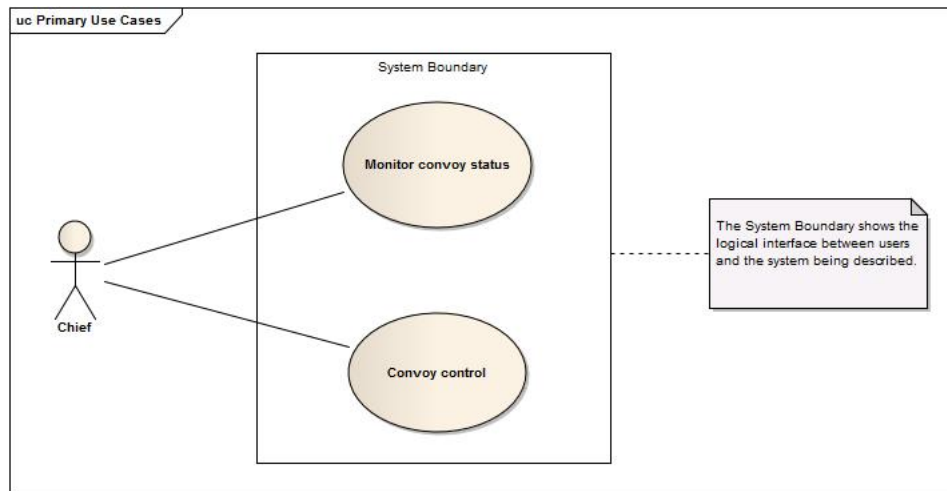 uc Primary Use Cases
System Boundary
Monitor convoy status
The System Boundary shows the
logical interface between users
and the system being described.
Chief
Convoy control